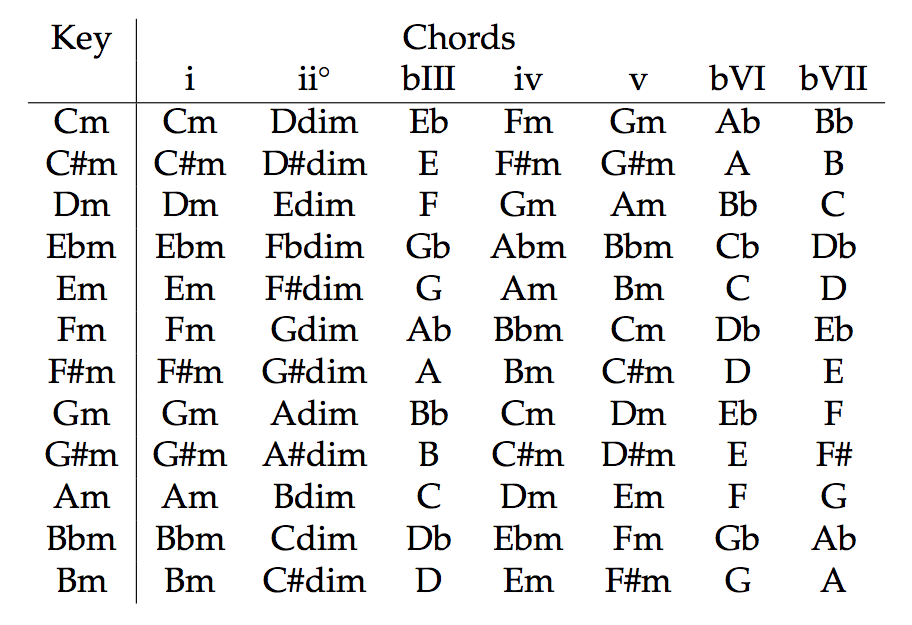 Key Chords
i ii° bIII iv v bVI bVII
Cm Cm Ddim Eb Fm Gm Ab Bb
C#m C#m D#dim E F#m G#m A B
Dm Dm Edim F Gm Am Bb C
Ebm Ebm Fbdim Gb Abm Bbm Cb Db
Em Em F#dim G Am Bm C D
Fm Fm Gdim Ab Bbm Cm Db Eb
F#m F#m G#dim A Bm C#m D E
Gm Gm Adim Bb Cm Dm Eb F
G#m G#m A#dim B C#m D#m E F#
Am Am Bdim C Dm Em F G
Bbm Bbm Cdim Db Ebm Fm Gb Ab
Bm Bm C#dim D Em F#m G A